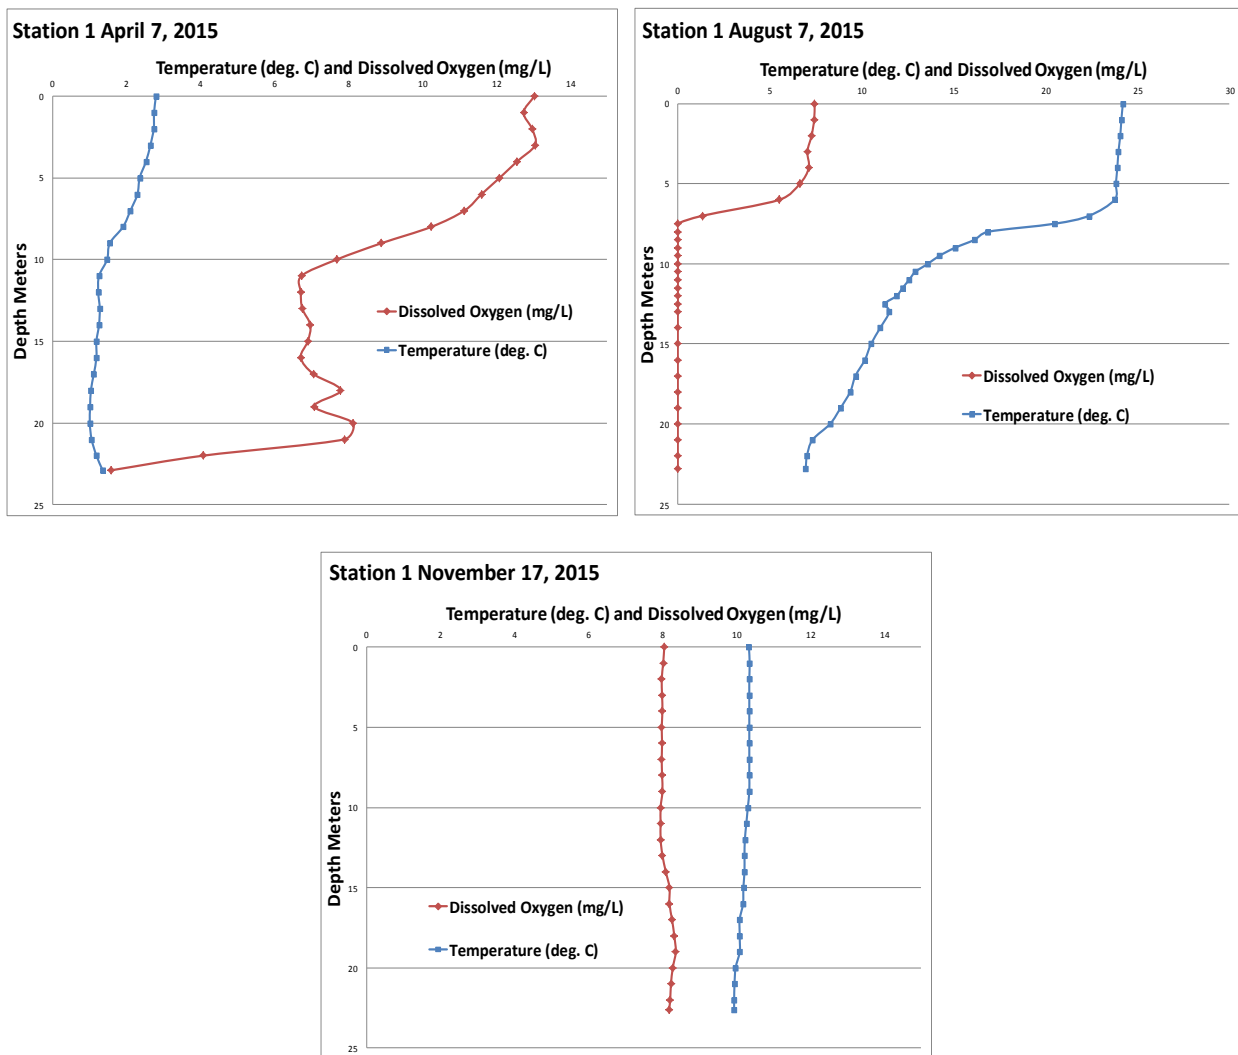 Station 1 April 7, 2015
Temperature (deg. C) and Dissolved Oxygen (mg/L)
0 2 4 6 8 10 12 14
0
5
10
15
20
25
Depth Meters
Dissolved Oxygen (mg/L)
Temperature (deg. C)
Station 1 August 7, 2015
Temperature (deg. C) and Dissolved Oxygen (mg/L)
0 5 10 15 20 25 30
0
5
10
15
20
25
Depth Meters
Dissolved Oxygen (mg/L)
Temperature (deg. C)
Station 1 November 17, 2015
Temperature (deg. C) and Dissolved Oxygen (mg/L)
0 2 4 6 8 10 12 14
0
5
10
15
20
25
Depth Meters
Dissolved Oxygen (mg/L)
Temperature (deg. C)